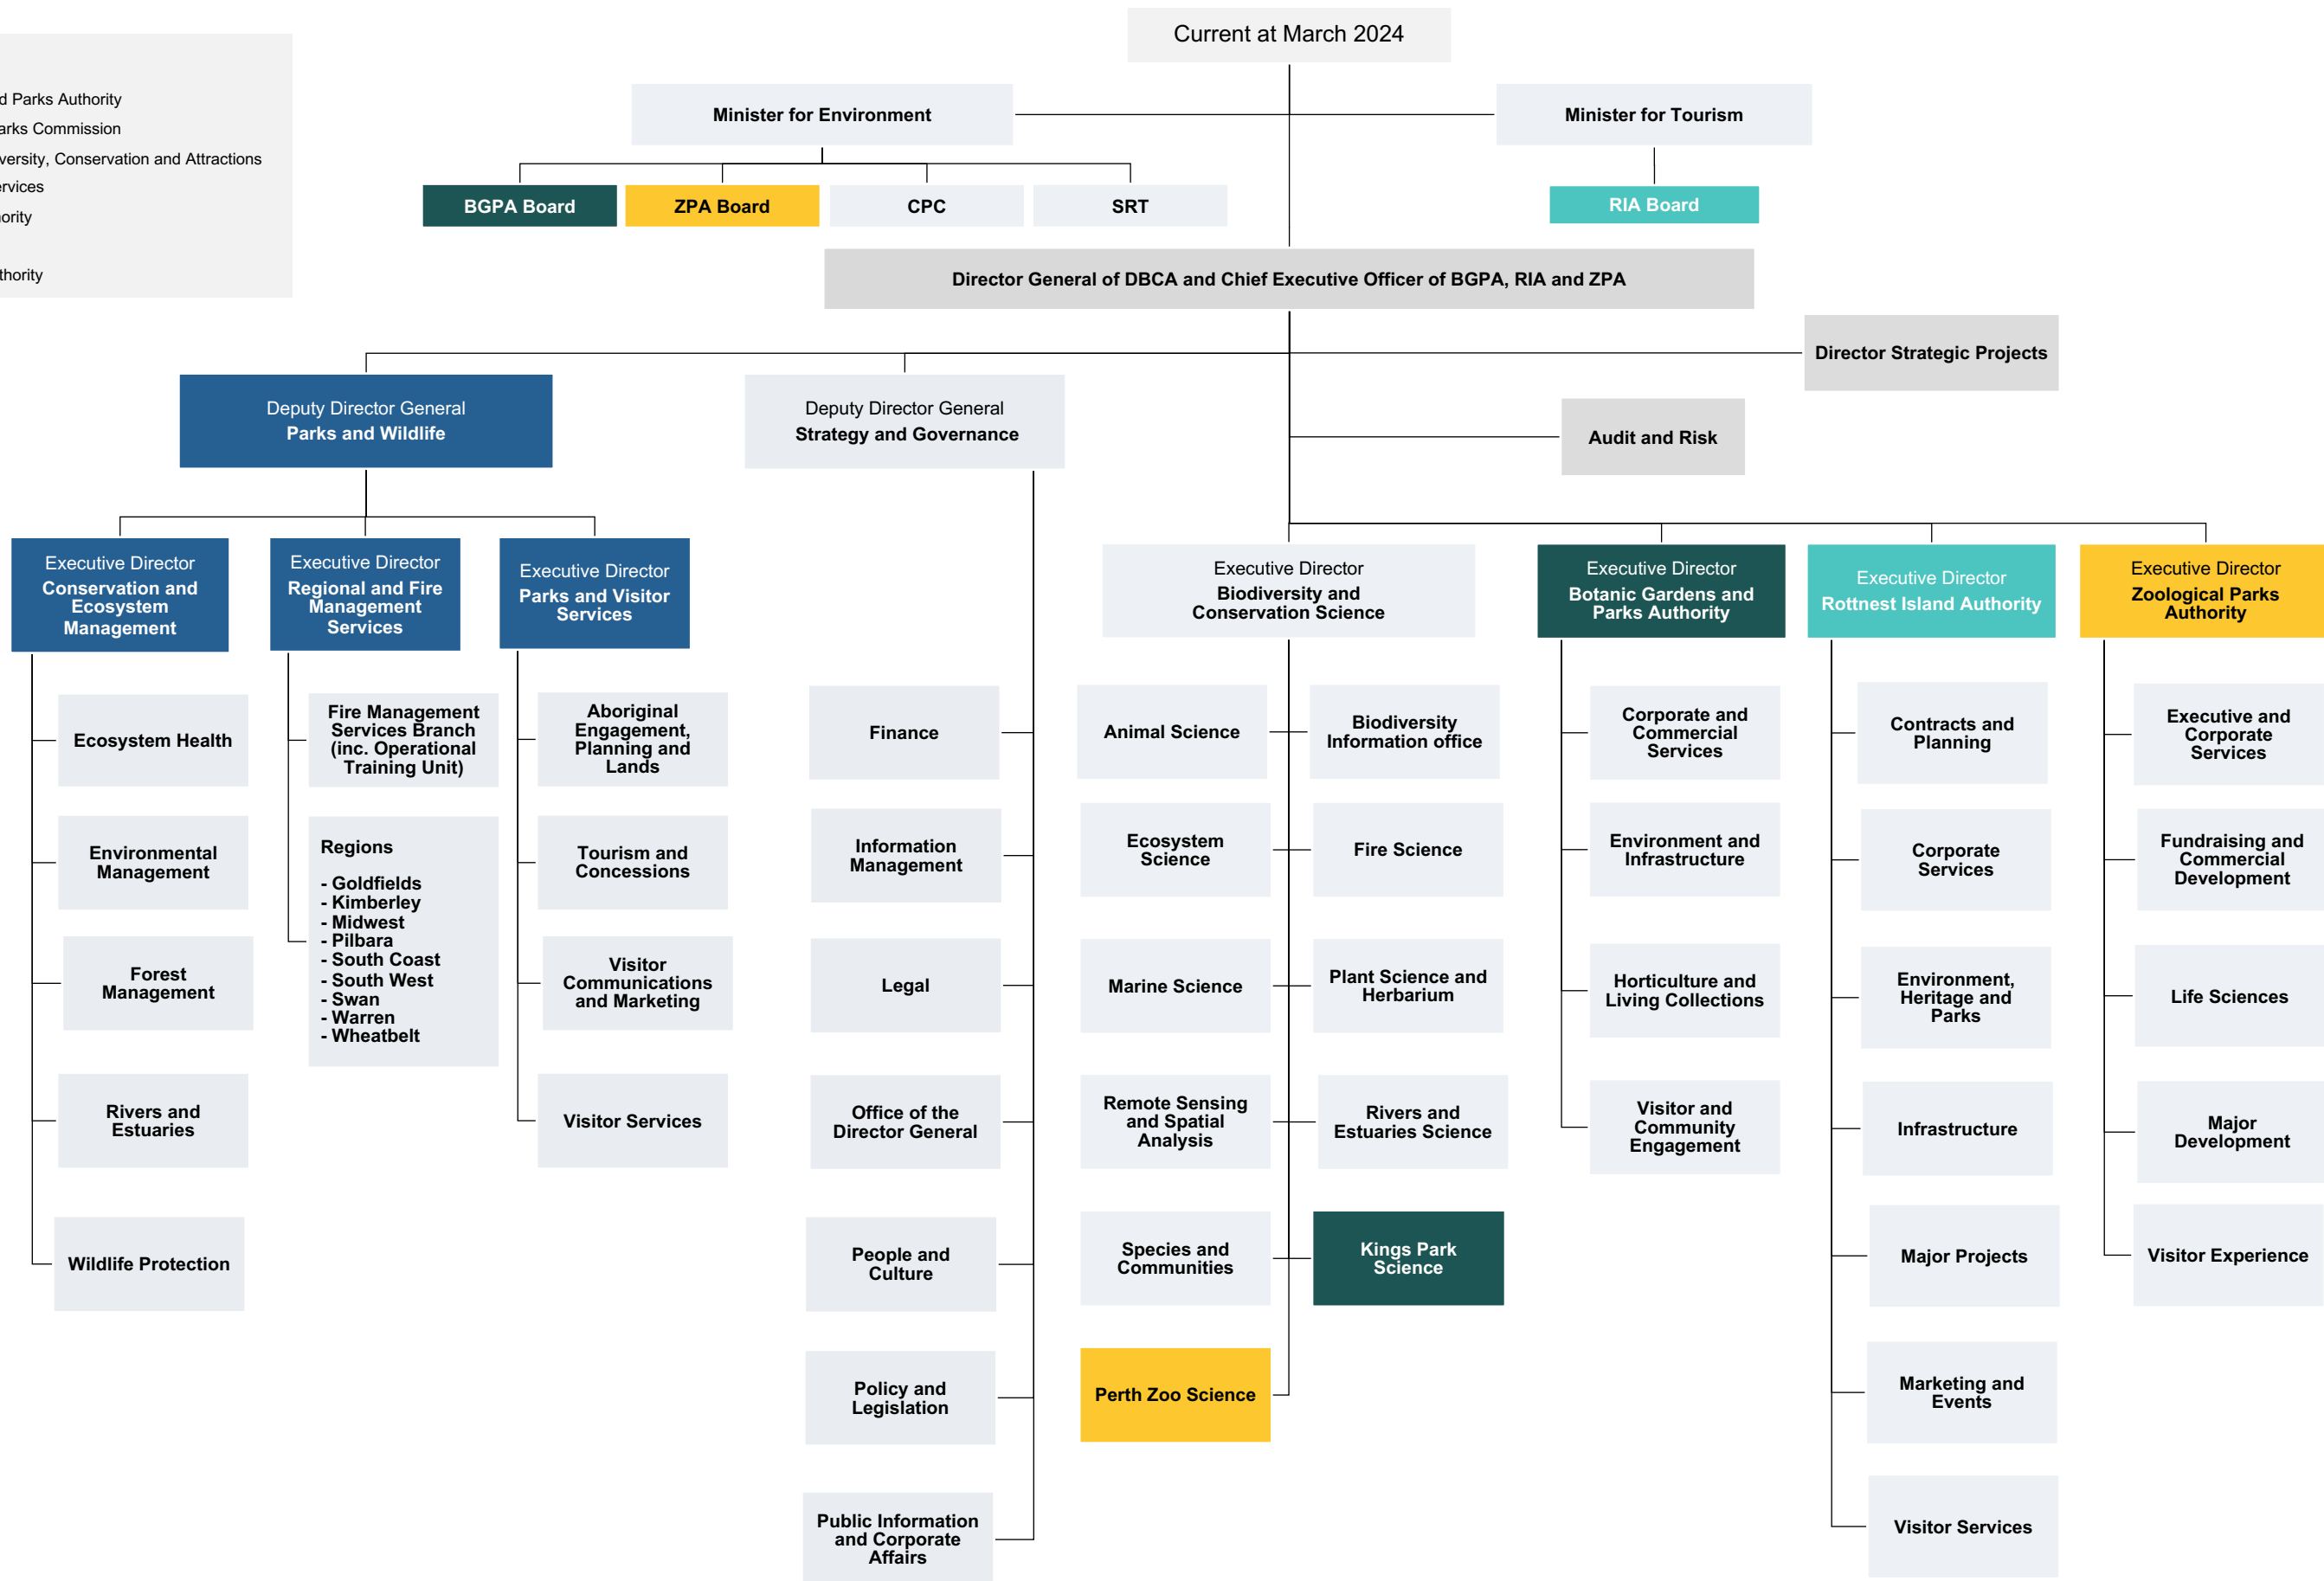 Current at March 2024
Parks Authority
Commission
Conservation and Attractions
Minister for Environment
Minister for Tourism
BGPA Board
ZPA Board
CPC
SRT
RIA Board
Director General of DBCA and Chief Executive Officer of BGPA, RIA and ZPA
Director Strategic Projects
Deputy Director General
Parks and Wildlife
Deputy Director General
Strategy and Governance
Audit and Risk
Executive Director
Conservation and
Ecosystem
Management
Executive Director
Regional and Fire
Management
Services
Executive Director
Parks and Visitor
Services
Executive Director
Biodiversity and
Conservation Science
Executive Director
Botanic Gardens and
Parks Authority
Executive Director
Rottnest Island Authority
Executive Director
Zoological Parks
Authority
Ecosystem Health
Environmental
Management
Forest
Management
Rivers and
Estuaries
Wildlife Protection
Fire Management
Services Branch
(inc. Operational
Training Unit)
Regions
- Goldfields
- Kimberley
- Midwest
- Pilbara
- South Coast
- South West
- Swan
- Warren
- Wheatbelt
Aboriginal
Engagement,
Planning and
Lands
Tourism and
Concessions
Visitor
Communications
and Marketing
Visitor Services
Finance
Information
Management
Legal
Office of the
Director General
People and
Culture
Policy and
Legislation
Public Information
and Corporate
Affairs
Animal Science
Biodiversity
Information office
Ecosystem
Science
Fire Science
Marine Science
Plant Science and
Herbarium
Remote Sensing
and Spatial
Analysis
Rivers and
Estuaries Science
Species and
Communities
Kings Park
Science
Perth Zoo Science
Corporate and
Commercial
Services
Environment and
Infrastructure
Horticulture and
Living Collections
Visitor and
Community
Engagement
Contracts and
Planning
Corporate
Services
Environment,
Heritage and
Parks
Infrastructure
Major Projects
Marketing and
Events
Visitor Services
Executive and
Corporate
Services
Fundraising and
Commercial
Development
Life Sciences
Major
Development
Visitor Experience